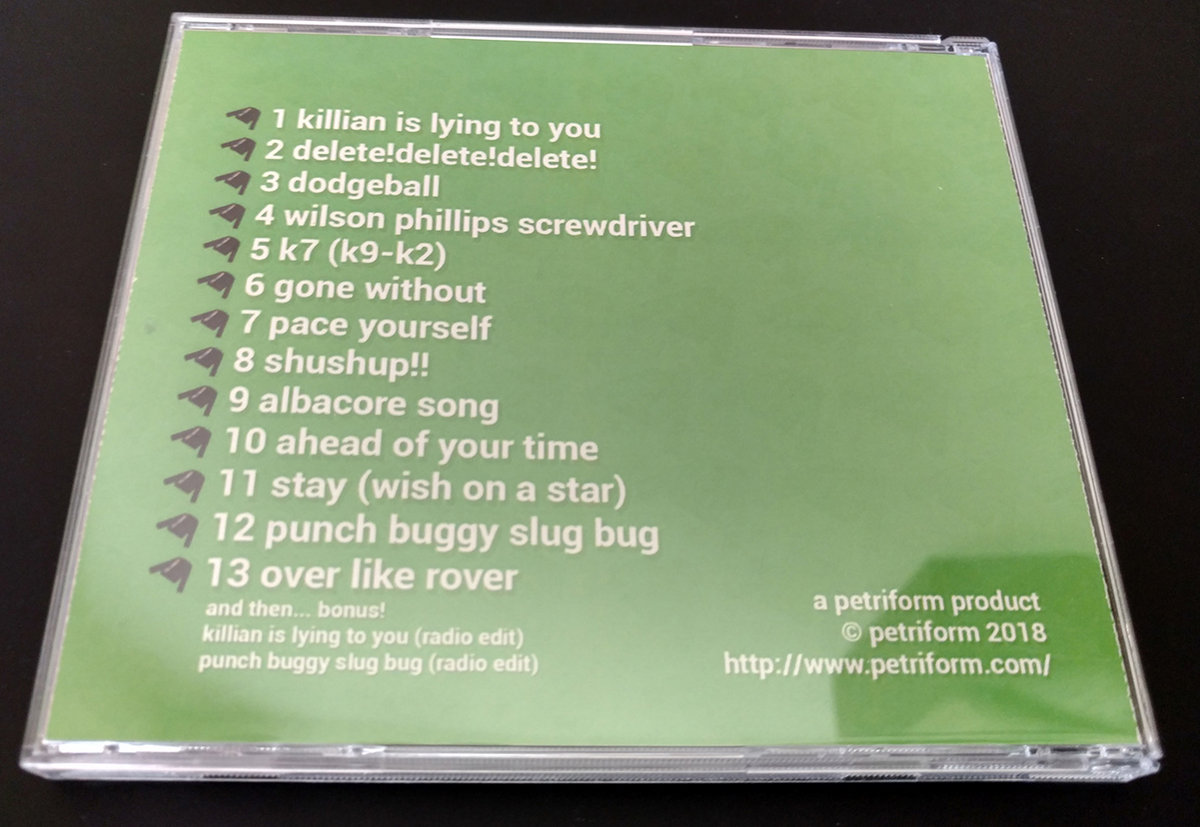 1 killian is lying to you
2 delete!delete!delete!
3 dodgeball
4 wilson phillips screwdriver
5 k7 (k9-k2)
6 gone without
7 pace yourself
8 shushup!!
9 albacore song
10 ahead of your time
11 stay (wish on a star)
12 punch buggy slug bug
13 over like rover
and then... bonus!
killian is lying to you (radio edit)
punch buggy slug bug (radio edit)
a petriform product
© petriform 2018
http://www.petriform.com/